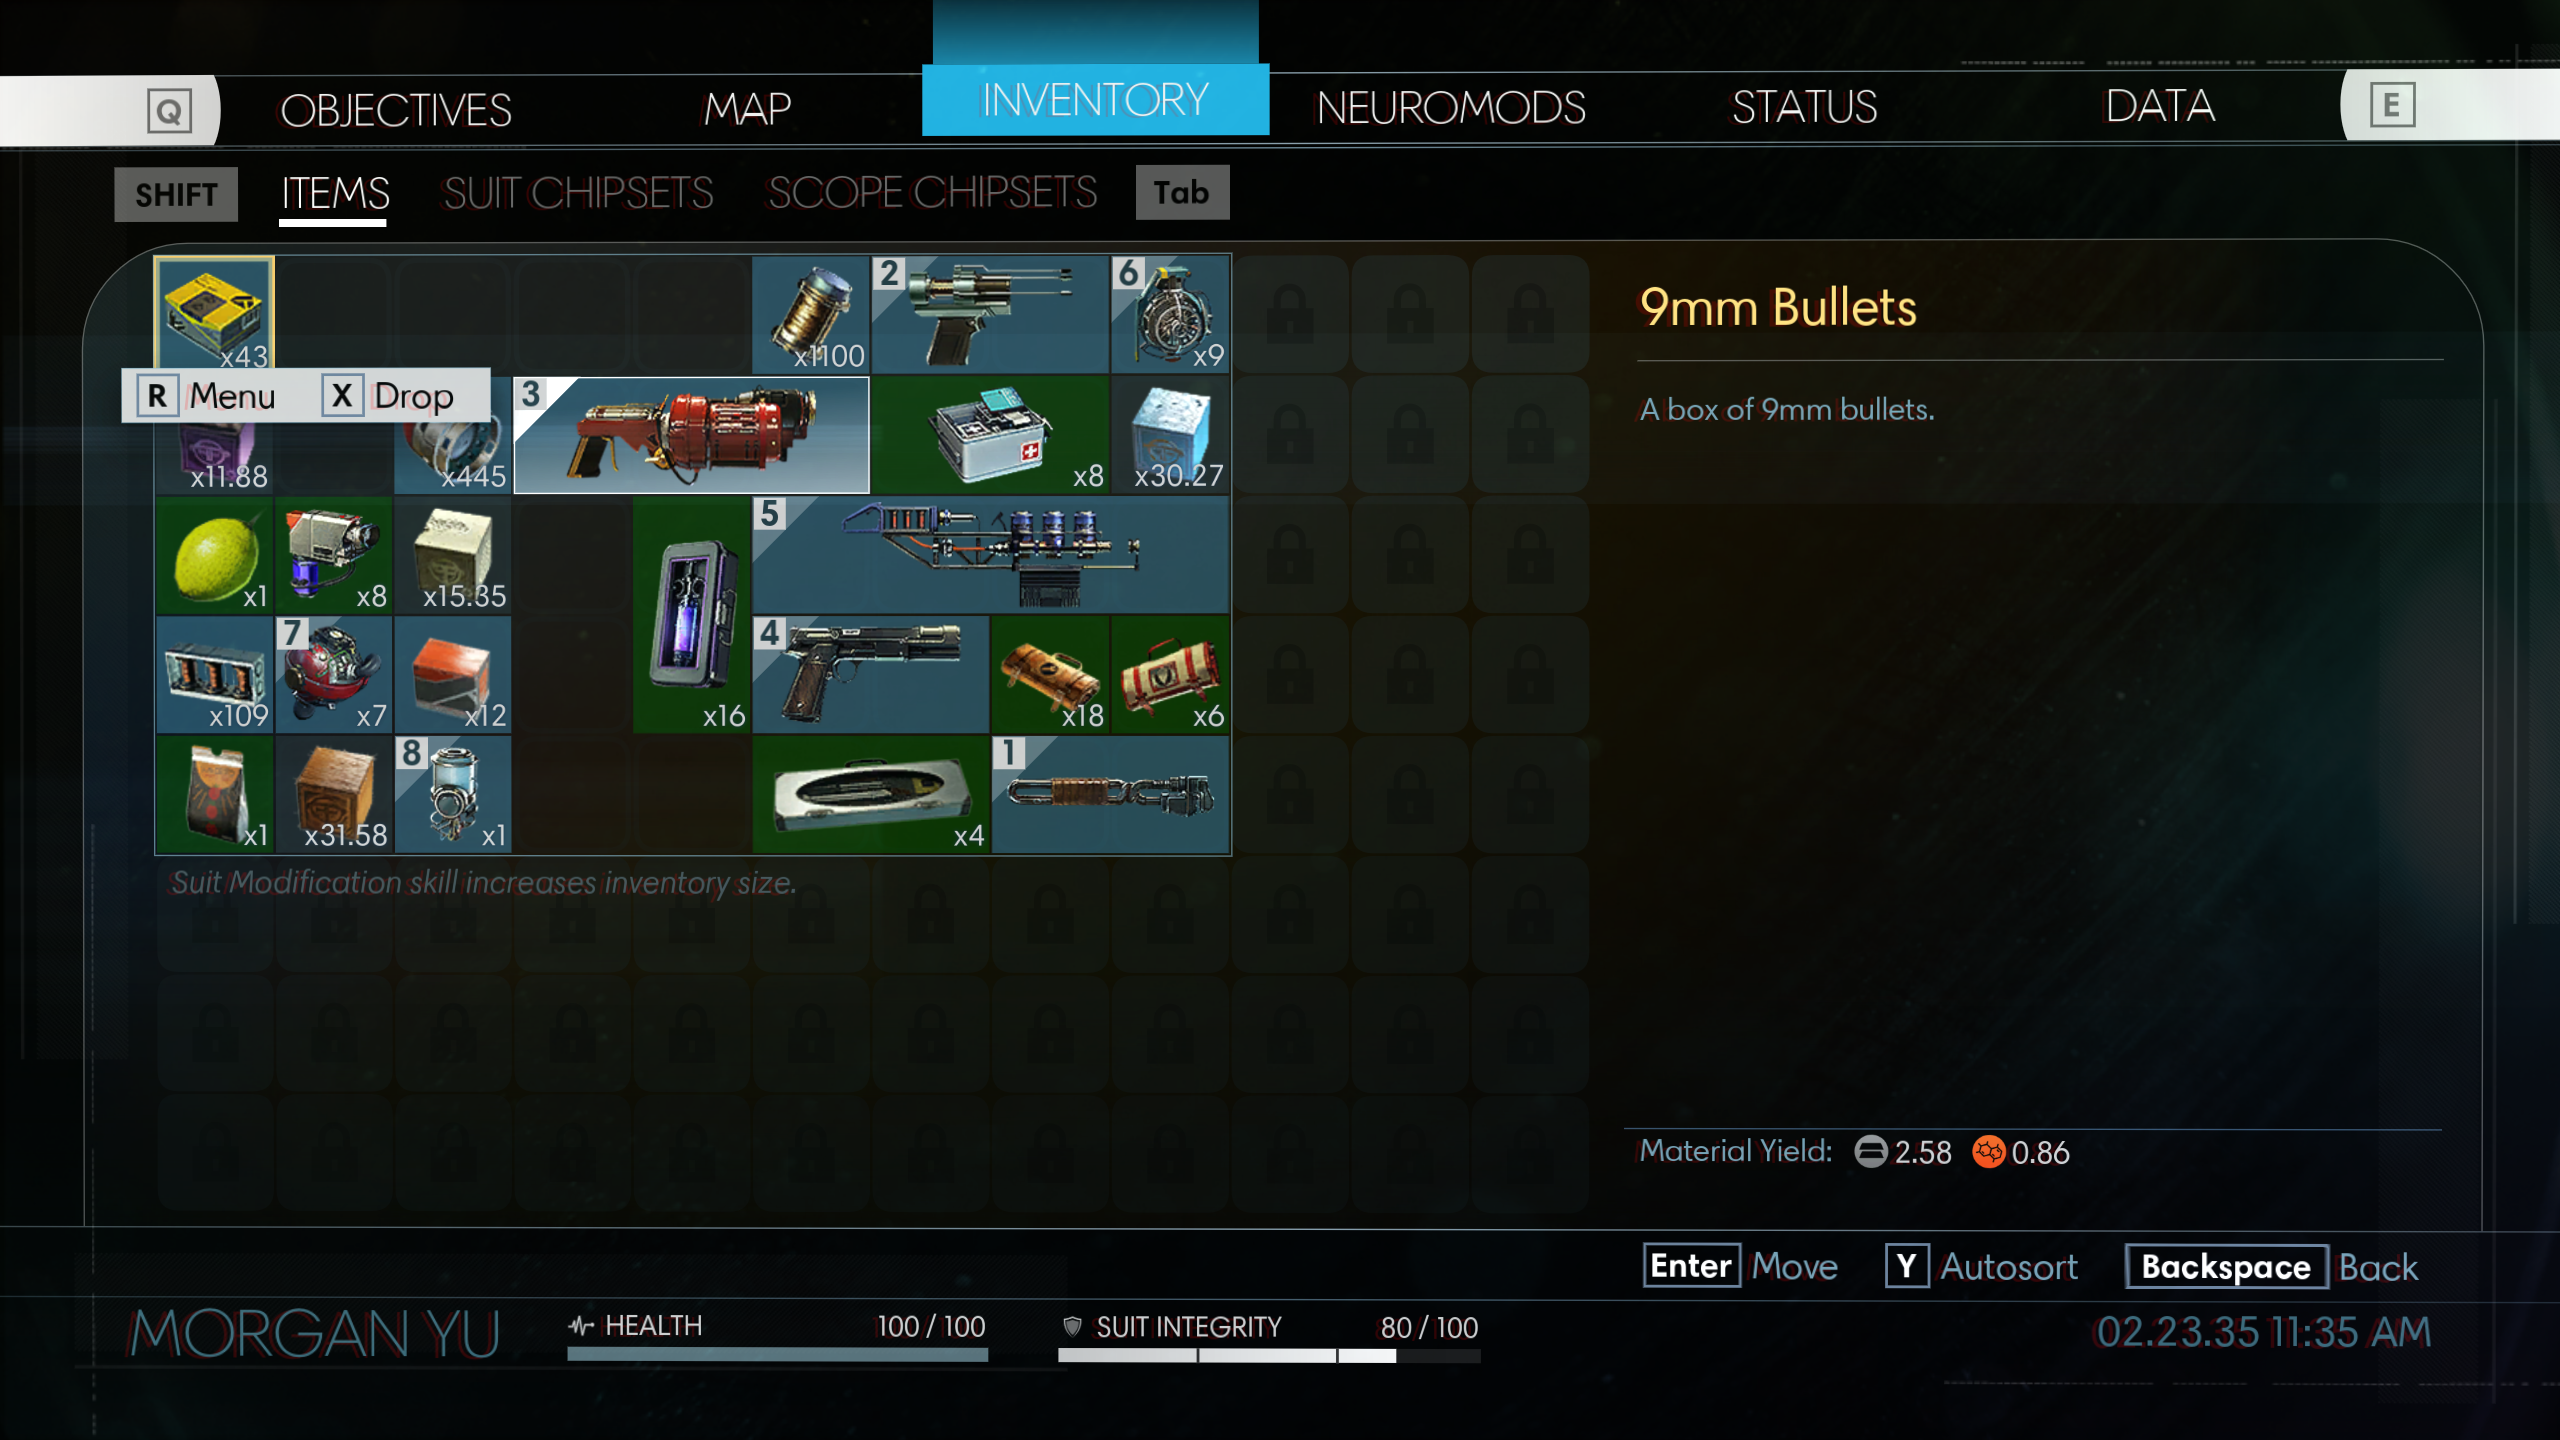 Q OBJECTIVES MAP INVENTORY NEUROMODS STATUS DATA E
SHIFT ITEMS SUIT CHIPSETS SCOPE CHIPSETS Tab
x43 x1100 2 6 x9
R Menu X Drop
x11.88 x445 3 x8 x30.27
x1 x8 x15.35 5
x109 7 x7 x12 x16 4 x18 x6
x1 x31.58 8 x1 x4 1
Suit Modification skill increases inventory size.
9mm Bullets
A box of 9mm bullets.
Material Yield: 2.58 0.86
Enter Move Y Autosort Backspace Back
MORGAN YU HEALTH 100 / 100 SUIT INTEGRITY 80 / 100 02.23.35 11:35 AM